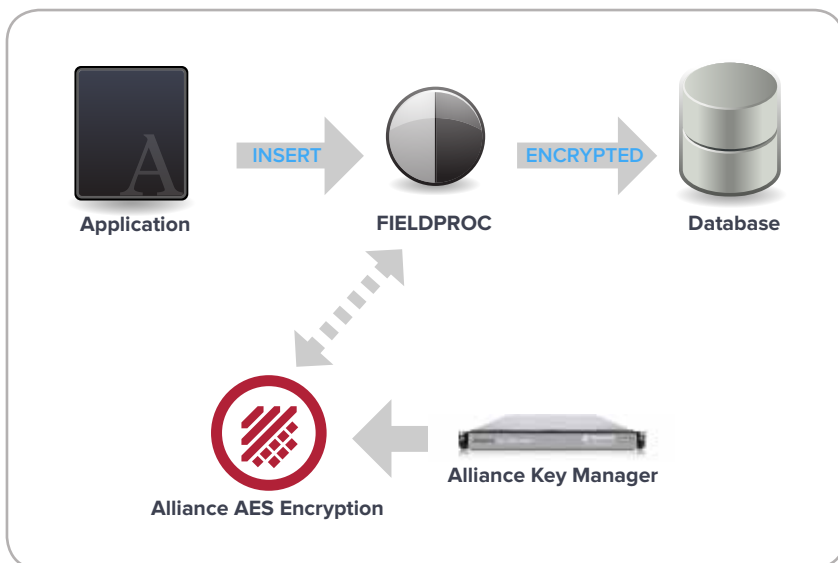 A
INSERT
ENCRYPTED
Application
FIELDPROC
Database
Alliance Key Manager
Alliance AES Encryption